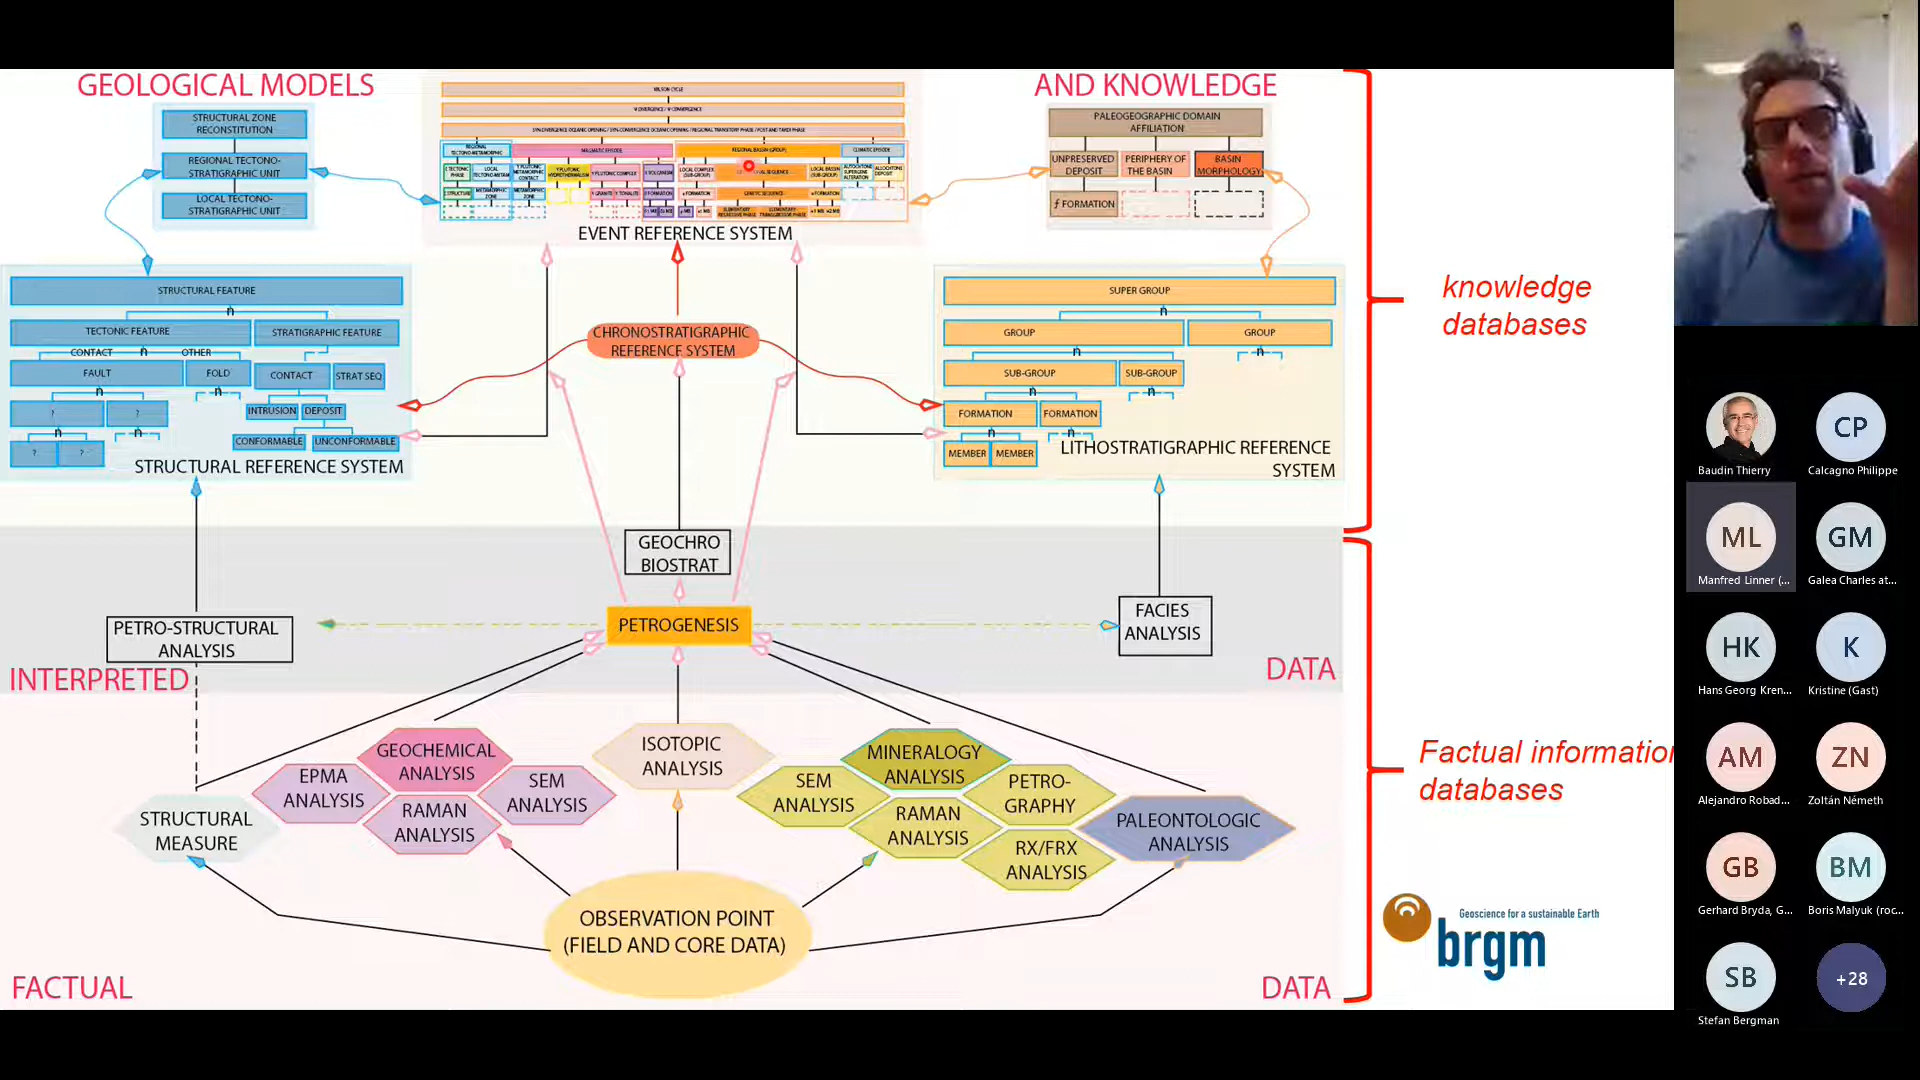 GEOLOGICAL MODELS
AND KNOWLEDGE
STRUCTURAL ZONE
RECONSTITUTION
REGIONAL TECTONO-
STRATIGRAPHIC UNIT
LOCAL TECTONO-
STRATIGRAPHIC UNIT
WILSON CYCLE
REGIONAL BASIN (GROUP)
CLIMATIC EPISODE
EVENT REFERENCE SYSTEM
PALEOGEOGRAPHIC DOMAIN
AFFILIATION
UNPRESERVED
DEPOSIT
PERIPHERY OF
THE BASIN
BASIN
MORPHOLOGY
ƒ FORMATION
STRUCTURAL FEATURE
n
TECTONIC FEATURE
STRATIGRAPHIC FEATURE
CONTACT
n
OTHER
FAULT
FOLD
CONTACT
STRAT SEQ
n
n
?
?
INTRUSION
DEPOSIT
n
n
CONFORMABLE
UNCONFORMABLE
?
?
STRUCTURAL REFERENCE SYSTEM
CHRONOSTRATIGRAPHIC
REFERENCE SYSTEM
SUPER GROUP
n
GROUP
GROUP
n
n
SUB-GROUP
SUB-GROUP
n
n
FORMATION
FORMATION
n
n
MEMBER
MEMBER
LITHOSTRATIGRAPHIC REFERENCE
SYSTEM
knowledge
databases
GEOCHRO
BIOSTRAT
PETROGENESIS
PETRO-STRUCTURAL
ANALYSIS
FACIES
ANALYSIS
INTERPRETED
DATA
STRUCTURAL
MEASURE
EPMA
ANALYSIS
GEOCHEMICAL
ANALYSIS
RAMAN
ANALYSIS
SEM
ANALYSIS
ISOTOPIC
ANALYSIS
SEM
ANALYSIS
MINERALOGY
ANALYSIS
RAMAN
ANALYSIS
PETRO-
GRAPHY
RX/FRX
ANALYSIS
PALEONTOLOGIC
ANALYSIS
OBSERVATION POINT
(FIELD AND CORE DATA)
FACTUAL
DATA
Factual information
databases
Geoscience for a sustainable Earth
brgm
Baudin Thierry
CP
Calcagno Philippe
ML
Manfred Linner (...
GM
Galea Charles at...
HK
Hans Georg Kren...
K
Kristine (Gast)
AM
Alejandro Robad...
ZN
Zoltán Németh
GB
Gerhard Bryda, G...
BM
Boris Malyuk (roc...
SB
Stefan Bergman
+28